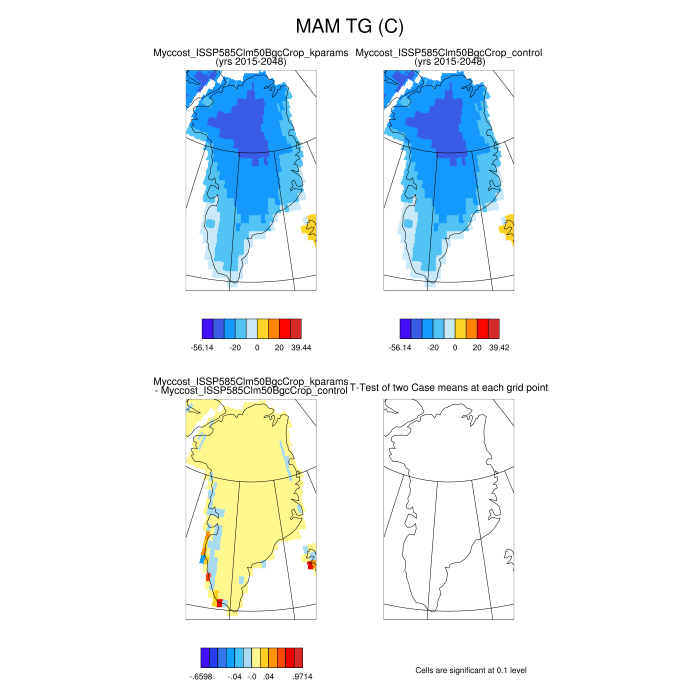 MAM TG (C)
Myccost_ISSP585Clm50BgcCrop_kparams
(yrs 2015-2048)
Myccost_ISSP585Clm50BgcCrop_control
(yrs 2015-2048)
-56.14 -20 0 20 39.44
-56.14 -20 0 20 39.42
Myccost_ISSP585Clm50BgcCrop_kparams
- Myccost_ISSP585Clm50BgcCrop_control
T-Test of two Case means at each grid point
-.6598 -.04 -.0 .04 .9714
Cells are significant at 0.1 level